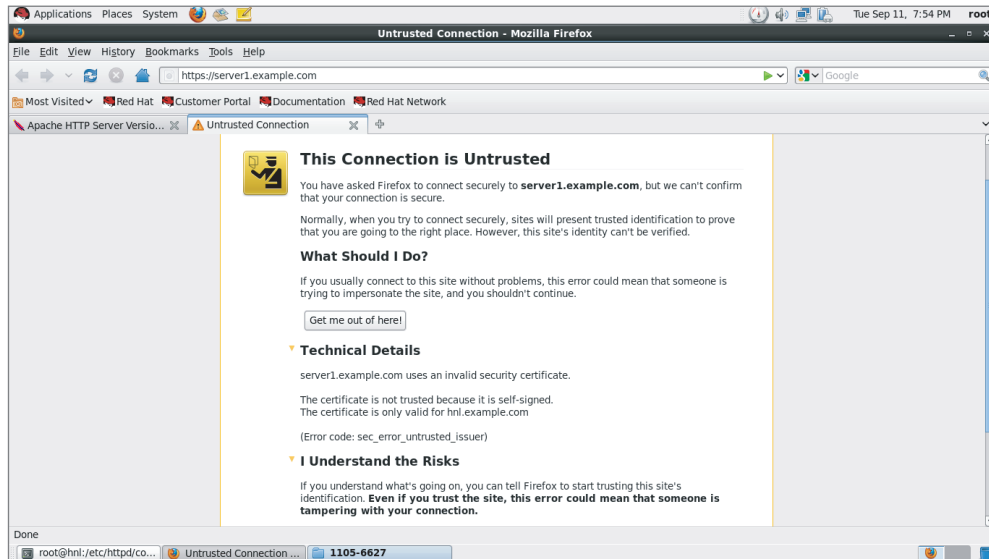 Applications Places System Tue Sep 11, 7:54 PM root
Untrusted Connection - Mozilla Firefox
File Edit View History Bookmarks Tools Help
https://server1.example.com Google
Most Visited Red Hat Customer Portal Documentation Red Hat Network
Apache HTTP Server Versio... Untrusted Connection
This Connection is Untrusted
You have asked Firefox to connect securely to server1.example.com, but we can't confirm
that your connection is secure.
Normally, when you try to connect securely, sites will present trusted identification to prove
that you are going to the right place. However, this site's identity can't be verified.
What Should I Do?
If you usually connect to this site without problems, this error could mean that someone is
trying to impersonate the site, and you shouldn't continue.
Get me out of here!
Technical Details
server1.example.com uses an invalid security certificate.
The certificate is not trusted because it is self-signed.
The certificate is only valid for hnl.example.com
(Error code: sec_error_untrusted_issuer)
I Understand the Risks
If you understand what's going on, you can tell Firefox to start trusting this site's
identification. Even if you trust the site, this error could mean that someone is
tampering with your connection.
Done
root@hnl:/etc/httpd/co... Untrusted Connection ... 1105-6627